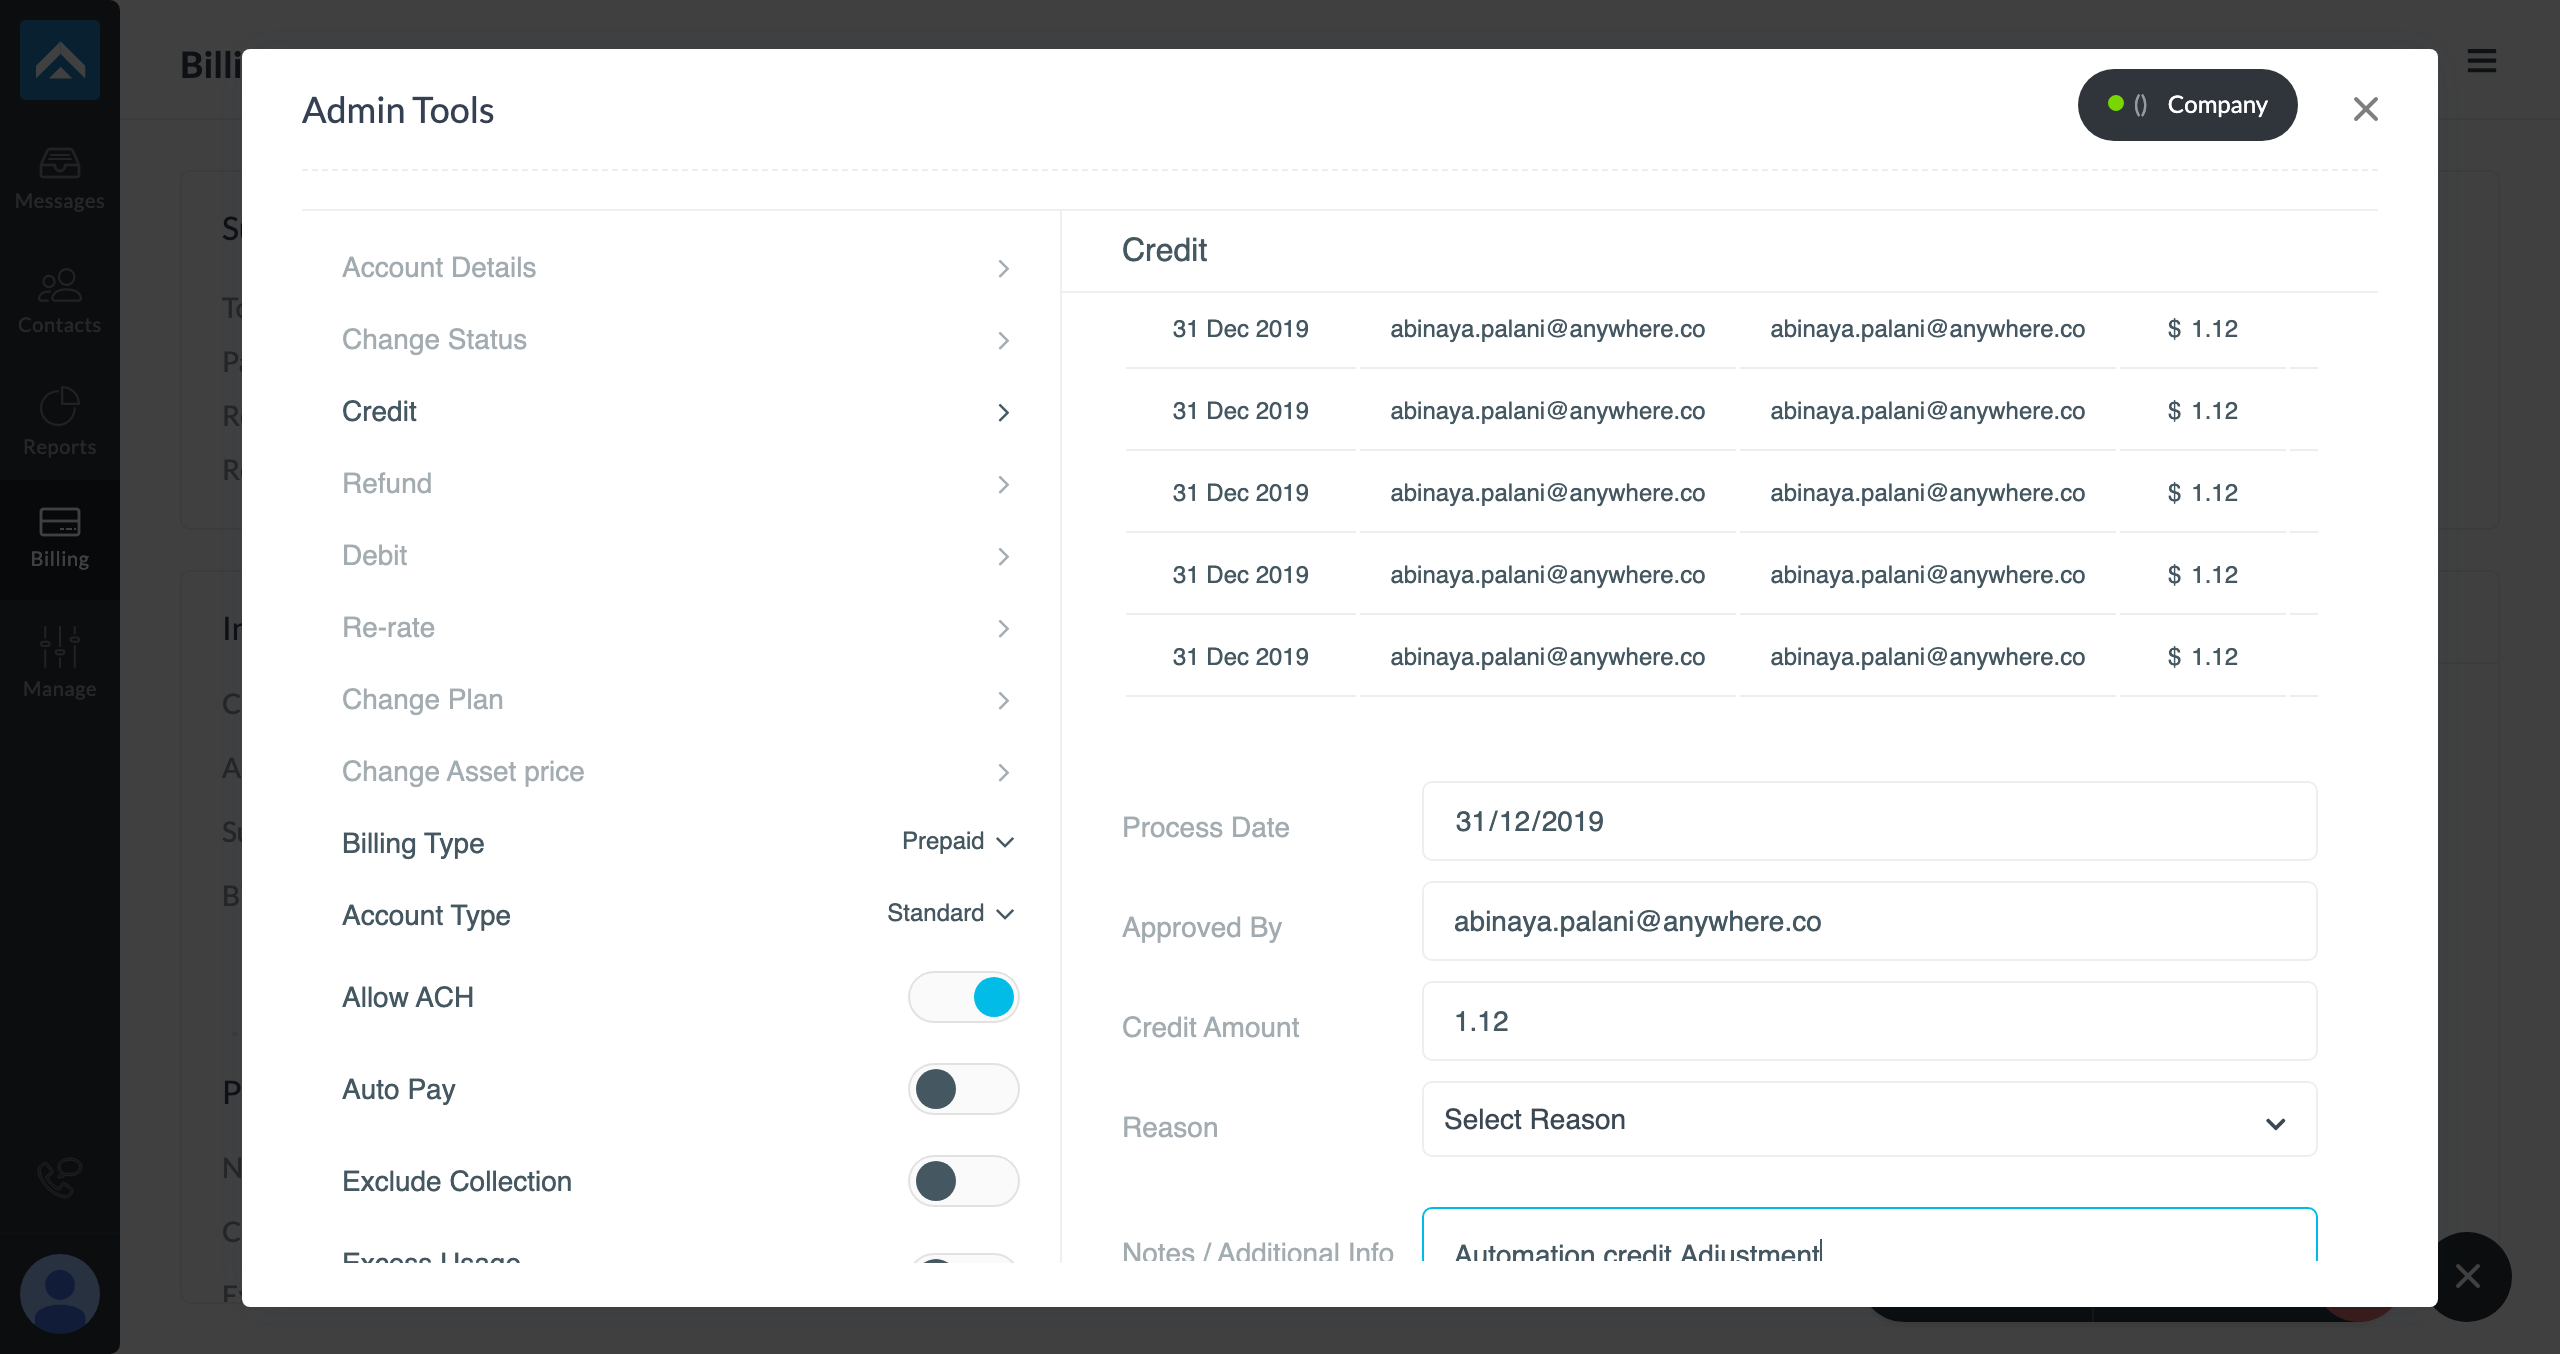 Billi
Admin Tools
() Company
Messages
Contacts
Reports
Billing
Manage
Account Details
Change Status
Credit
Refund
Debit
Re-rate
Change Plan
Change Asset price
Billing Type Prepaid
Account Type Standard
Allow ACH
Auto Pay
Exclude Collection
Excess Usage
Credit
31 Dec 2019 abinaya.palani@anywhere.co abinaya.palani@anywhere.co $ 1.12
31 Dec 2019 abinaya.palani@anywhere.co abinaya.palani@anywhere.co $ 1.12
31 Dec 2019 abinaya.palani@anywhere.co abinaya.palani@anywhere.co $ 1.12
31 Dec 2019 abinaya.palani@anywhere.co abinaya.palani@anywhere.co $ 1.12
31 Dec 2019 abinaya.palani@anywhere.co abinaya.palani@anywhere.co $ 1.12
Process Date 31/12/2019
Approved By abinaya.palani@anywhere.co
Credit Amount 1.12
Reason Select Reason
Notes / Additional Info Automation credit Adjustment